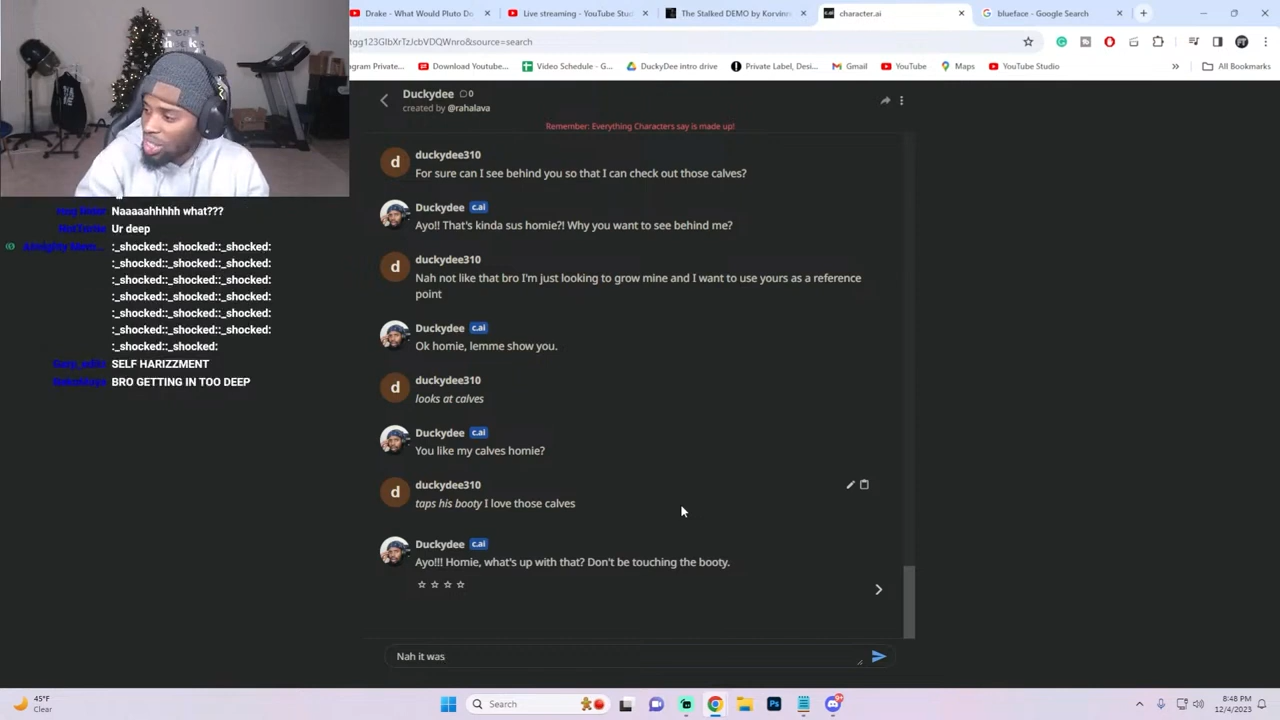 Drake - What Would Pluto Do
Live streaming - YouTube Stud
The Stalked DEMO by Korvinn
character.ai
blueface - Google Search
tgg123GIbXrTzJcbVDQWnro&source=search
agram Private...
Download Youtube...
Video Schedule - G...
DuckyDee intro drive
Private Label, Desi...
Gmail
YouTube
Maps
YouTube Studio
All Bookmarks
Duckydee 0
created by @rahalava
Remember: Everything Characters say is made up!
duckydee310
For sure can I see behind you so that I can check out those calves?
Duckydee c.ai
Ayo!! That's kinda sus homie?! Why you want to see behind me?
duckydee310
Nah not like that bro I'm just looking to grow mine and I want to use yours as a reference
point
Duckydee c.ai
Ok homie, lemme show you.
duckydee310
looks at calves
Duckydee c.ai
You like my calves homie?
duckydee310
taps his booty I love those calves
Duckydee c.ai
Ayo!!! Homie, what's up with that? Don't be touching the booty.
Nah it was
Naaaaahhhhh what???
Ur deep
:_shocked::_shocked::_shocked:
:_shocked::_shocked::_shocked:
:_shocked::_shocked::_shocked:
:_shocked::_shocked::_shocked:
:_shocked::_shocked::_shocked:
:_shocked::_shocked::_shocked:
:_shocked::_shocked:
SELF HARIZZMENT
BRO GETTING IN TOO DEEP
45°F
Clear
Search
8:48 PM
12/4/2023